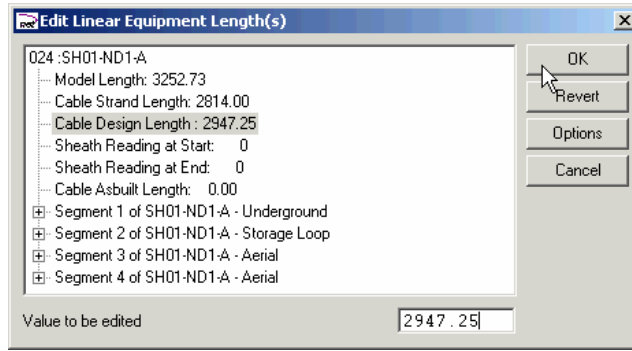 Edit Linear Equipment Length(s)
024 :SH01-ND1-A
Model Length: 3252.73
Cable Strand Length: 2814.00
Cable Design Length : 2947.25
Sheath Reading at Start: 0
Sheath Reading at End: 0
Cable Asbuilt Length: 0.00
Segment 1 of SH01-ND1-A - Underground
Segment 2 of SH01-ND1-A - Storage Loop
Segment 3 of SH01-ND1-A - Aerial
Segment 4 of SH01-ND1-A - Aerial
OK
Revert
Options
Cancel
Value to be edited
2947.25